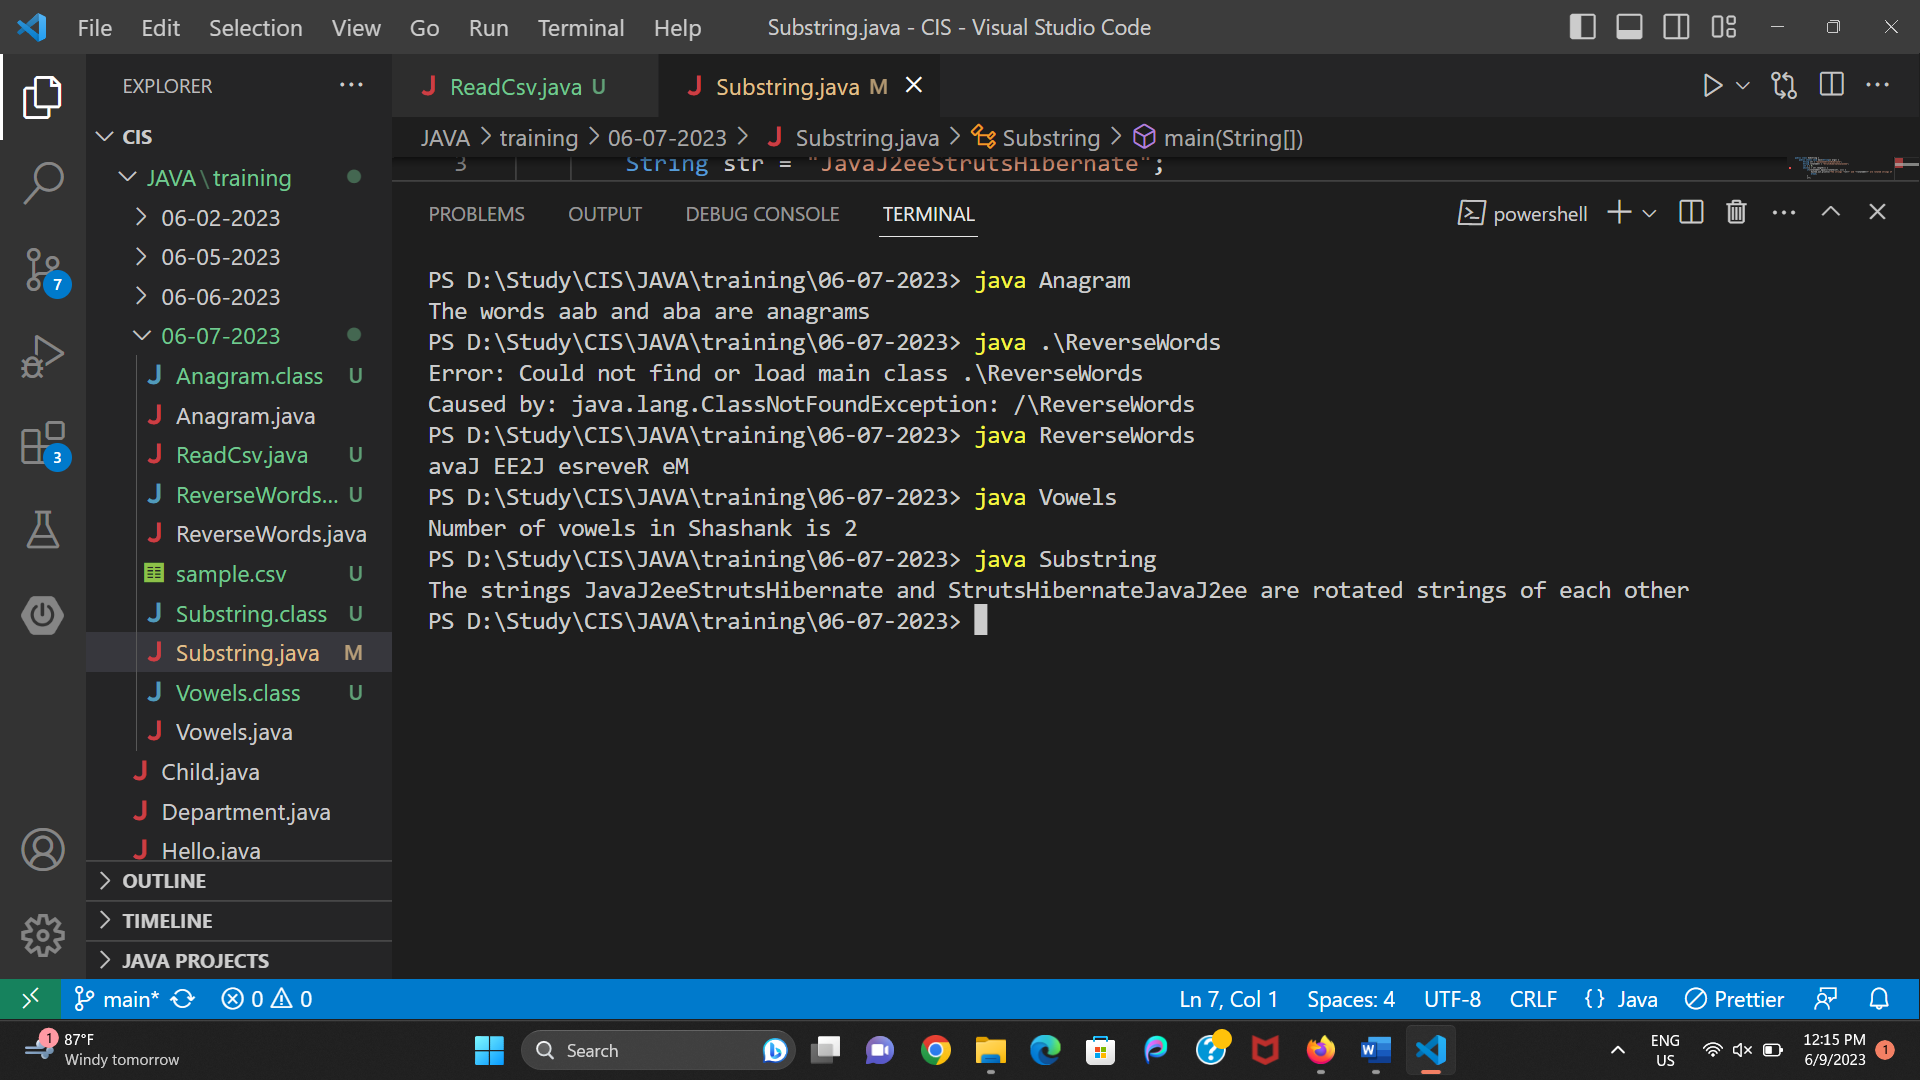 File Edit Selection View Go Run Terminal Help Substring.java - CIS - Visual Studio Code
EXPLORER
CIS
JAVA\training
06-02-2023
06-05-2023
06-06-2023
06-07-2023
Anagram.class U
Anagram.java
ReadCsv.java U
ReverseWords... U
ReverseWords.java
sample.csv U
Substring.class U
Substring.java M
Vowels.class U
Vowels.java
Child.java
Department.java
Hello.java
OUTLINE
TIMELINE
JAVA PROJECTS
7
3
ReadCsv.java U Substring.java M
JAVA > training > 06-07-2023 > Substring.java > Substring > main(String[])
3 String str = "JavaJ2eeStrutsHibernate";
PROBLEMS OUTPUT DEBUG CONSOLE TERMINAL powershell
PS D:\Study\CIS\JAVA\training\06-07-2023> java Anagram
The words aab and aba are anagrams
PS D:\Study\CIS\JAVA\training\06-07-2023> java .\ReverseWords
Error: Could not find or load main class .\ReverseWords
Caused by: java.lang.ClassNotFoundException: /\ReverseWords
PS D:\Study\CIS\JAVA\training\06-07-2023> java ReverseWords
avaJ EE2J esreveR eM
PS D:\Study\CIS\JAVA\training\06-07-2023> java Vowels
Number of vowels in Shashank is 2
PS D:\Study\CIS\JAVA\training\06-07-2023> java Substring
The strings JavaJ2eeStrutsHibernate and StrutsHibernateJavaJ2ee are rotated strings of each other
PS D:\Study\CIS\JAVA\training\06-07-2023>
main* 0 0 Ln 7, Col 1 Spaces: 4 UTF-8 CRLF {} Java Prettier
1 87°F
Windy tomorrow
Search
ENG
US
12:15 PM
6/9/2023
1